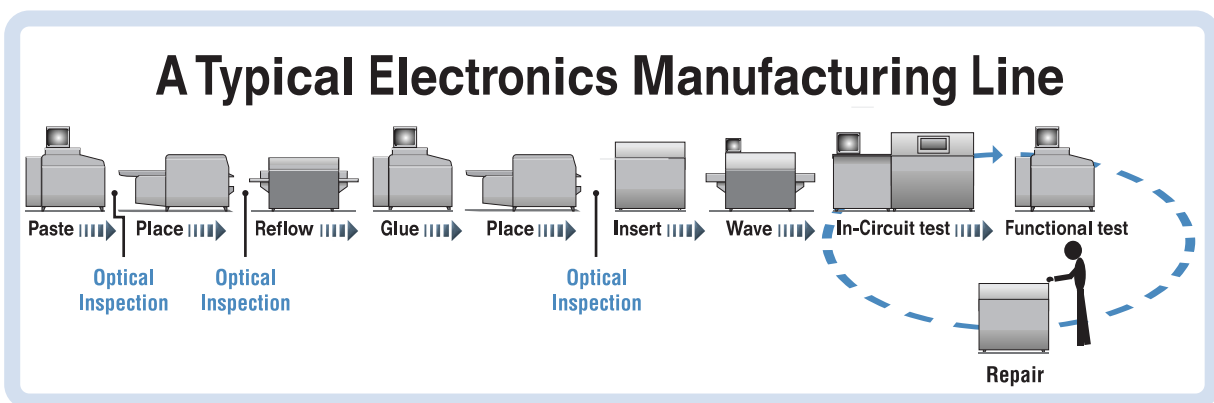 A Typical Electronics Manufacturing Line
Paste Place Reflow Glue Place Insert Wave In-Circuit test Functional test
Optical Optical Optical
Inspection Inspection Inspection
Repair